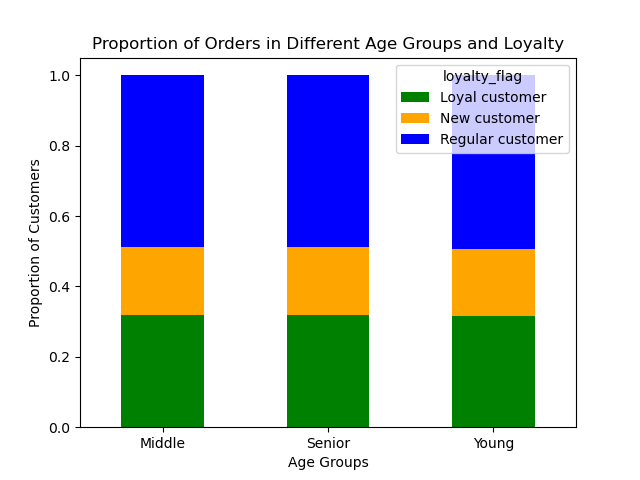 Proportion of Orders in Different Age Groups and Loyalty
loyalty_flag
Loyal customer
New customer
Regular customer
Proportion of Customers
1.0
0.8
0.6
0.4
0.2
0.0
Middle Senior Young
Age Groups